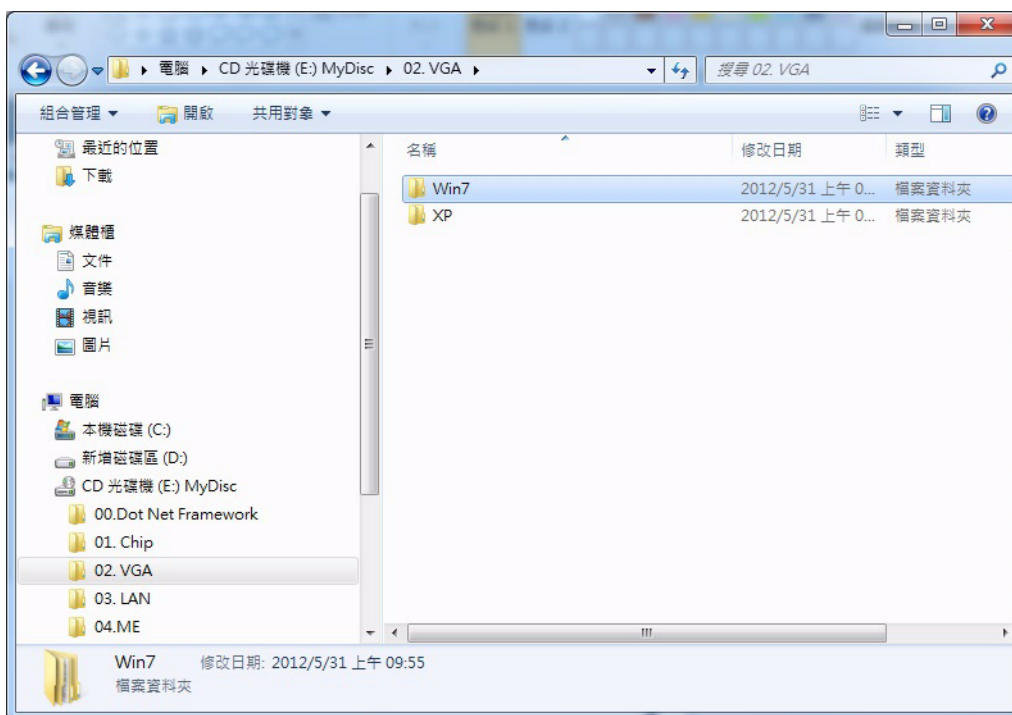 電腦 CD 光碟機 (E:) MyDisc 02. VGA
搜尋 02. VGA
組合管理 開啟 共用對象
最近的位置
下載
媒體櫃
文件
音樂
視訊
圖片
電腦
本機磁碟 (C:)
新增磁碟區 (D:)
CD 光碟機 (E:) MyDisc
00.Dot Net Framework
01. Chip
02. VGA
03. LAN
04.ME
名稱 修改日期 類型
Win7 2012/5/31 上午 0... 檔案資料夾
XP 2012/5/31 上午 0... 檔案資料夾
Win7 修改日期: 2012/5/31 上午 09:55
檔案資料夾